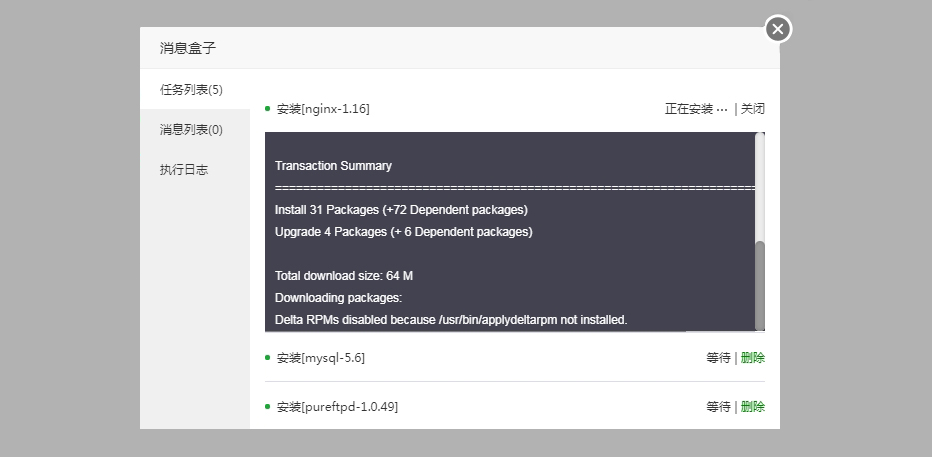 消息盒子
任务列表(5)
消息列表(0)
执行日志
安装[nginx-1.16] 正在安装 ··· | 关闭
Transaction Summary
================================================================================
Install 31 Packages (+72 Dependent packages)
Upgrade 4 Packages (+ 6 Dependent packages)
Total download size: 64 M
Downloading packages:
Delta RPMs disabled because /usr/bin/applydeltarpm not installed.
安装[mysql-5.6] 等待 | 删除
安装[pureftpd-1.0.49] 等待 | 删除